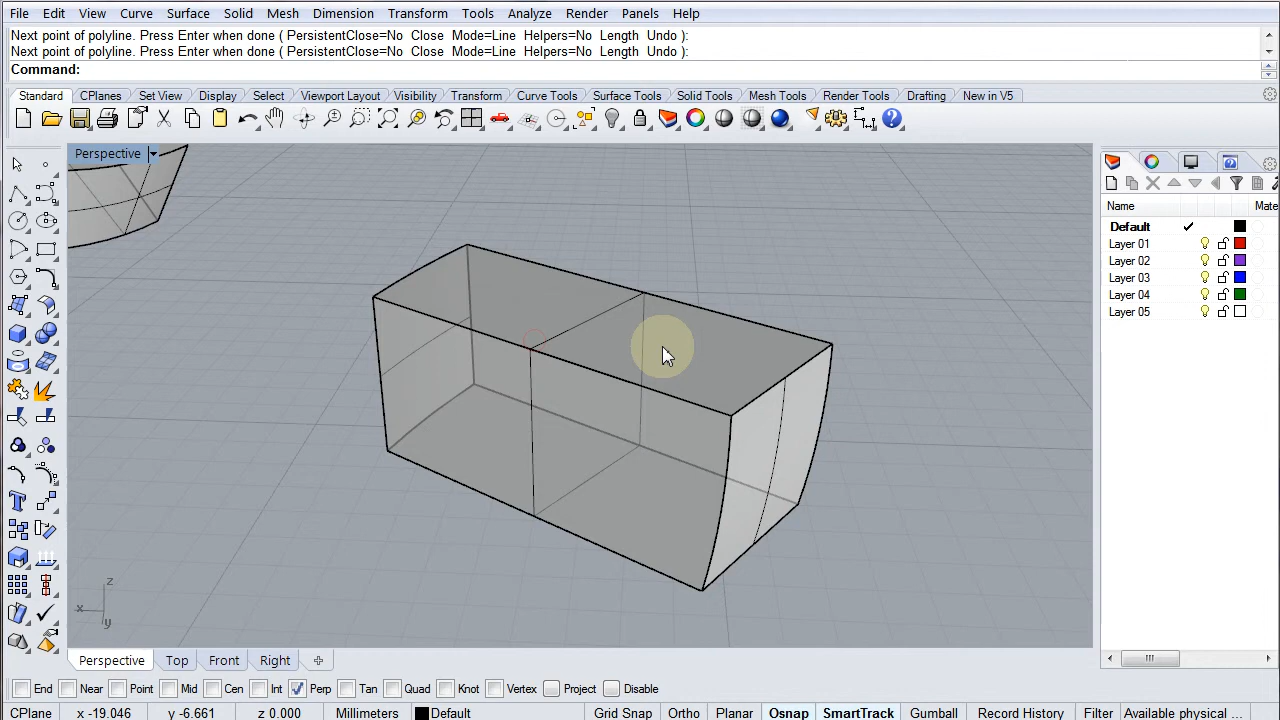 File Edit View Curve Surface Solid Mesh Dimension Transform Tools Analyze Render Panels Help
Next point of polyline. Press Enter when done ( PersistentClose=No Close Mode=Line Helpers=No Length Undo ):
Next point of polyline. Press Enter when done ( PersistentClose=No Close Mode=Line Helpers=No Length Undo ):
Command:
Standard CPlanes Set View Display Select Viewport Layout Visibility Transform Curve Tools Surface Tools Solid Tools Mesh Tools Render Tools Drafting New in V5
Perspective
Name Mate
Default
Layer 01
Layer 02
Layer 03
Layer 04
Layer 05
z
x
y
Perspective Top Front Right
End Near Point Mid Cen Int Perp Tan Quad Knot Vertex Project Disable
CPlane x -19.046 y -6.661 z 0.000 Millimeters Default Grid Snap Ortho Planar Osnap SmartTrack Gumball Record History Filter Available physical ...